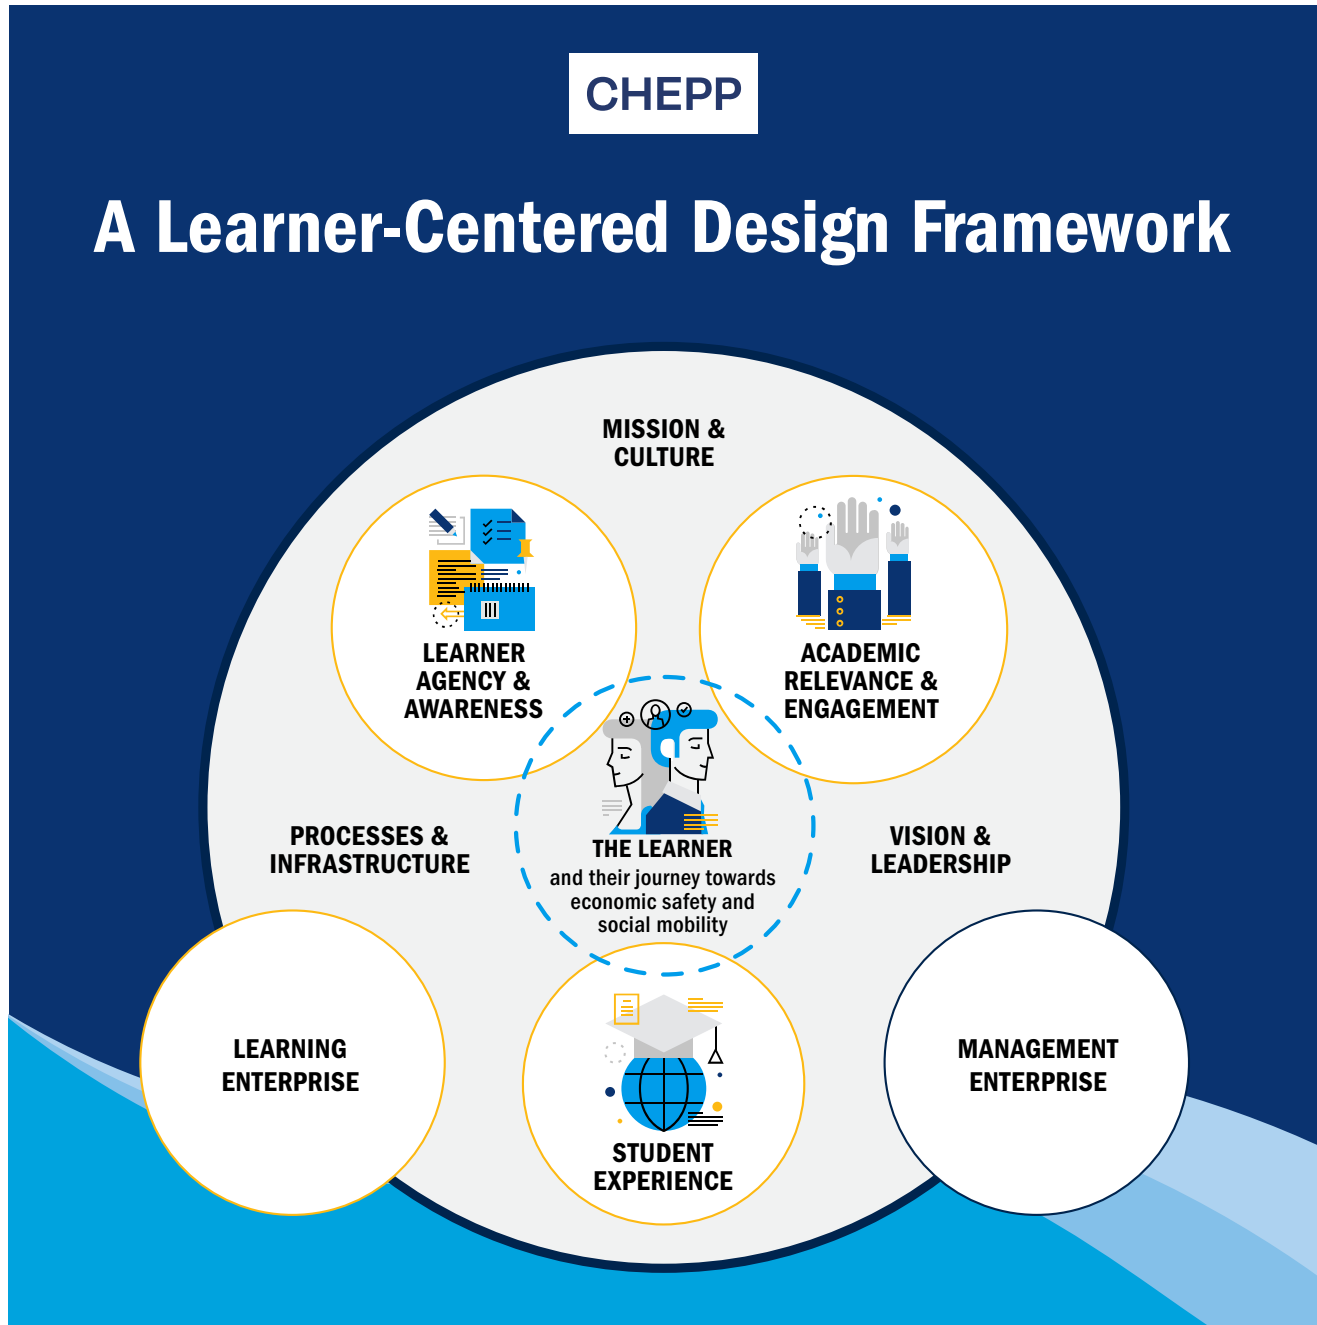 CHEPP
A Learner-Centered Design Framework
MISSION &
CULTURE
LEARNER
AGENCY &
AWARENESS
ACADEMIC
RELEVANCE &
ENGAGEMENT
PROCESSES &
INFRASTRUCTURE
THE LEARNER
and their journey towards
economic safety and
social mobility
VISION &
LEADERSHIP
LEARNING
ENTERPRISE
STUDENT
EXPERIENCE
MANAGEMENT
ENTERPRISE